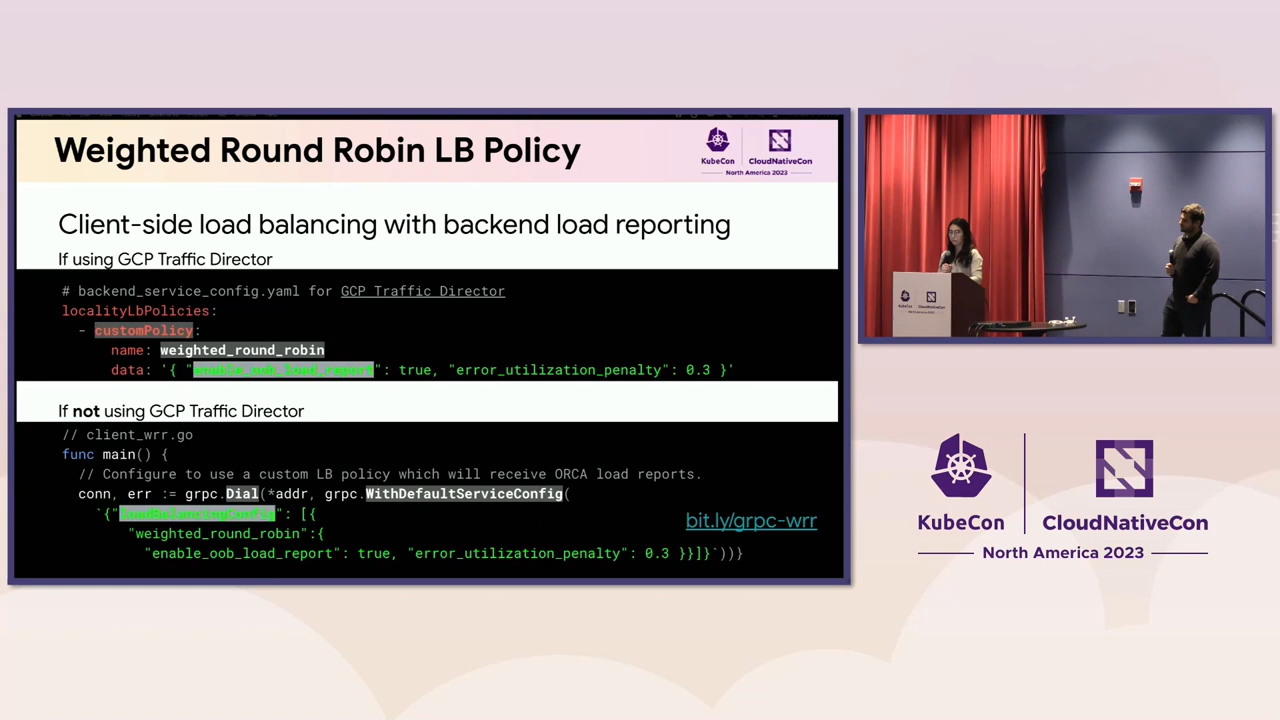 Weighted Round Robin LB Policy
KubeCon
CloudNativeCon
North America 2023
Client-side load balancing with backend load reporting
If using GCP Traffic Director
# backend_service_config.yaml for GCP Traffic Director
localityLbPolicies:
- customPolicy:
name: weighted_round_robin
data: '{ "enable_oob_load_report": true, "error_utilization_penalty": 0.3 }'
If not using GCP Traffic Director
// client_wrr.go
func main() {
// Configure to use a custom LB policy which will receive ORCA load reports.
conn, err := grpc.Dial(*addr, grpc.WithDefaultServiceConfig(
`{"loadBalancingConfig": [{
"weighted_round_robin":{
"enable_oob_load_report": true, "error_utilization_penalty": 0.3 }}]}`))}
bit.ly/grpc-wrr
KubeCon
CloudNativeCon
North America 2023